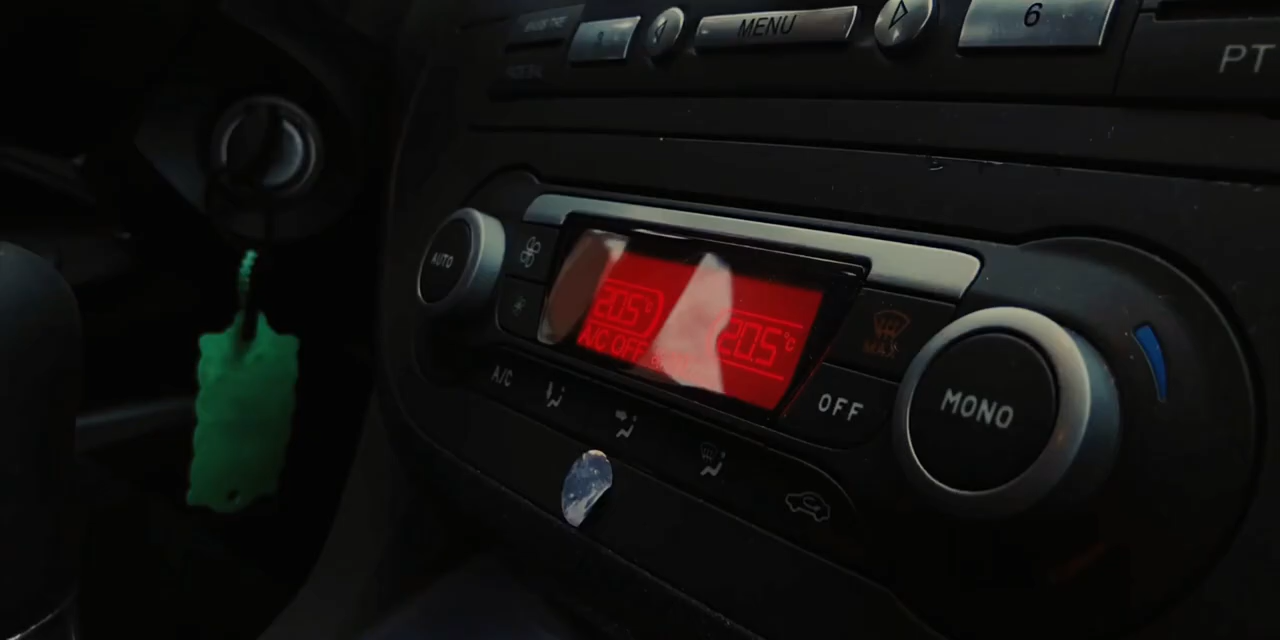 MENU
6
PT
AUTO
20.5°C
20.5°C
A/C OFF
MAX
A/C
OFF
MONO